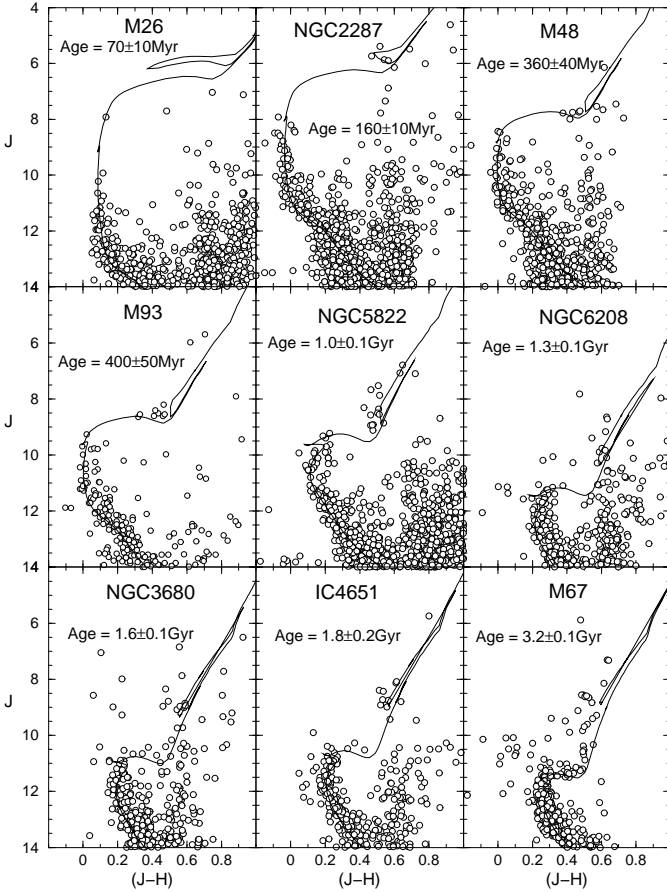 4
M26
NGC2287
M48
Age = 70±10Myr
Age = 360±40Myr
6
8
Age = 160±10Myr
J
10
12
14
14
14
M93
NGC5822
NGC6208
Age = 1.0±0.1Gyr
Age = 1.3±0.1Gyr
6
Age = 400±50Myr
8
J
10
12
14
NGC3680
IC4651
M67
6
Age = 1.6±0.1Gyr
Age = 1.8±0.2Gyr
Age = 3.2±0.1Gyr
8
J
10
12
14
0 0.2 0.4 0.6 0.8
0 0.2 0.4 0.6 0.8
0 0.2 0.4 0.6 0.8
(J−H)
(J−H)
(J−H)